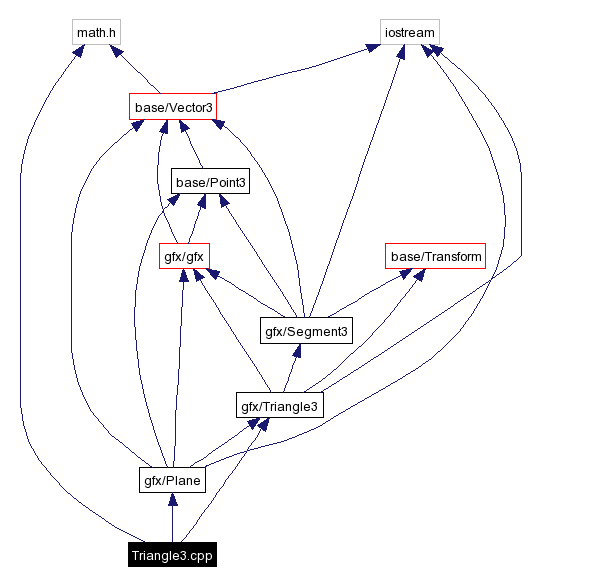 math.h
iostream
base/Vector3
base/Point3
gfx/gfx
base/Transform
gfx/Segment3
gfx/Triangle3
gfx/Plane
Triangle3.cpp